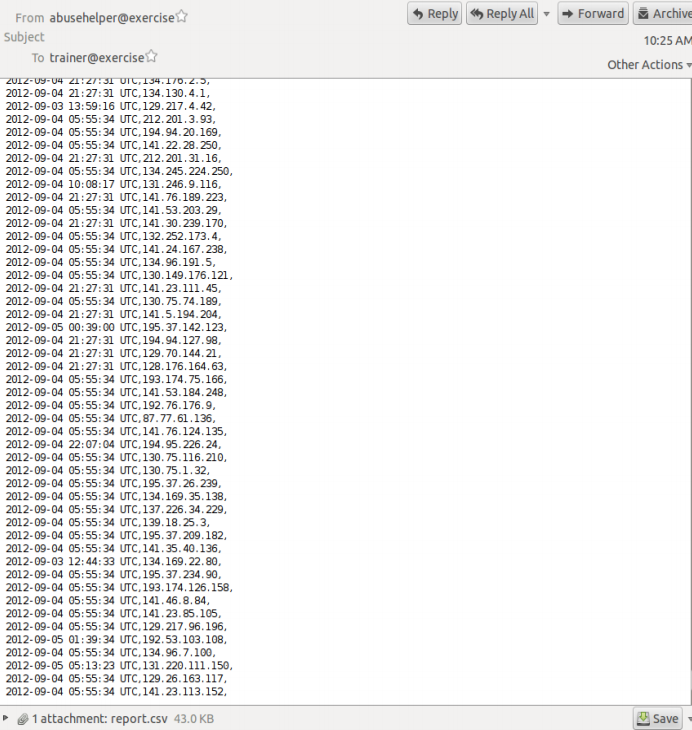 From abusehelper@exercise
Reply Reply All Forward Archive
Subject
10:25 AM
To trainer@exercise
Other Actions
2012-09-04 21:27:31 UTC,134.176.2.5,
2012-09-04 21:27:31 UTC,134.130.4.1,
2012-09-03 13:59:16 UTC,129.217.4.42,
2012-09-04 05:55:34 UTC,212.201.3.93,
2012-09-04 05:55:34 UTC,194.94.20.169,
2012-09-04 05:55:34 UTC,141.22.28.250,
2012-09-04 21:27:31 UTC,212.201.31.16,
2012-09-04 05:55:34 UTC,134.245.224.250,
2012-09-04 10:08:17 UTC,131.246.9.116,
2012-09-04 21:27:31 UTC,141.76.189.223,
2012-09-04 05:55:34 UTC,141.53.203.29,
2012-09-04 21:27:31 UTC,141.30.239.170,
2012-09-04 05:55:34 UTC,132.252.173.4,
2012-09-04 05:55:34 UTC,141.24.167.238,
2012-09-04 05:55:34 UTC,134.96.191.5,
2012-09-04 05:55:34 UTC,130.149.176.121,
2012-09-04 21:27:31 UTC,141.23.111.45,
2012-09-04 05:55:34 UTC,130.75.74.189,
2012-09-04 21:27:31 UTC,141.5.194.204,
2012-09-05 00:39:00 UTC,195.37.142.123,
2012-09-04 21:27:31 UTC,194.94.127.98,
2012-09-04 21:27:31 UTC,129.70.144.21,
2012-09-04 21:27:31 UTC,128.176.164.63,
2012-09-04 05:55:34 UTC,193.174.75.166,
2012-09-04 05:55:34 UTC,141.53.184.248,
2012-09-04 05:55:34 UTC,192.76.176.9,
2012-09-04 05:55:34 UTC,87.77.61.136,
2012-09-04 05:55:34 UTC,141.76.124.135,
2012-09-04 22:07:04 UTC,194.95.226.24,
2012-09-04 05:55:34 UTC,130.75.116.210,
2012-09-04 05:55:34 UTC,130.75.1.32,
2012-09-04 05:55:34 UTC,195.37.26.239,
2012-09-04 05:55:34 UTC,134.169.35.138,
2012-09-04 05:55:34 UTC,137.226.34.229,
2012-09-04 05:55:34 UTC,139.18.25.3,
2012-09-04 05:55:34 UTC,195.37.209.182,
2012-09-04 05:55:34 UTC,141.35.40.136,
2012-09-03 12:44:33 UTC,134.169.22.80,
2012-09-04 05:55:34 UTC,195.37.234.90,
2012-09-04 05:55:34 UTC,193.174.126.158,
2012-09-04 05:55:34 UTC,141.46.8.84,
2012-09-04 05:55:34 UTC,141.23.85.105,
2012-09-04 05:55:34 UTC,129.217.96.196,
2012-09-05 01:39:34 UTC,192.53.103.108,
2012-09-04 05:55:34 UTC,134.96.7.100,
2012-09-05 05:13:23 UTC,131.220.111.150,
2012-09-04 05:55:34 UTC,129.26.163.117,
2012-09-04 05:55:34 UTC,141.23.113.152,
1 attachment: report.csv 43.0 KB
Save